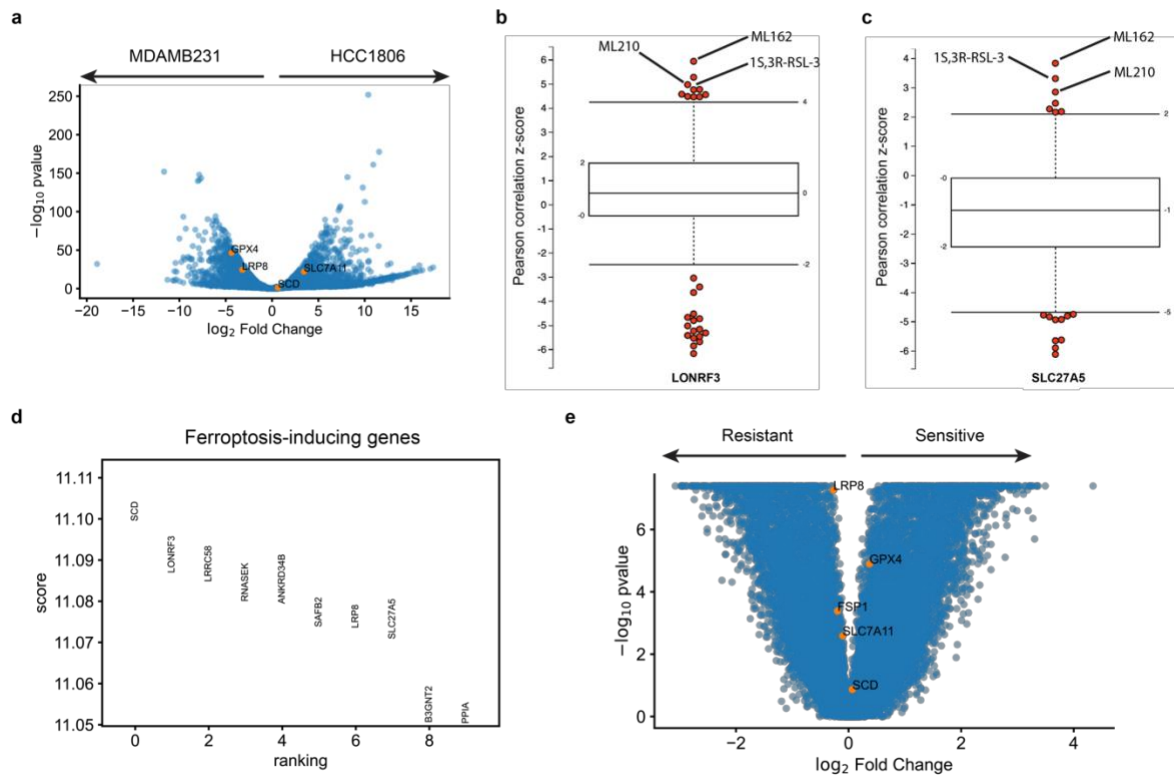 a
MDAMB231
HCC1806
250
200
150
100
50
0
−log10 pvalue
GPX4
LRP8
SLC7A11
SCD
−20
−15
−10
−5
0
5
10
15
log2 Fold Change
b
ML162
ML210
1S,3R-RSL-3
Pearson correlation z-score
6
5
4
3
2
1
0
-1
-2
-3
-4
-5
-6
4
2
0
-0
-2
LONRF3
c
ML162
1S,3R-RSL-3
ML210
Pearson correlation z-score
4
3
2
1
0
-1
-2
-3
-4
-5
-6
2
-0
-1
-2
-5
SLC27A5
d
Ferroptosis-inducing genes
score
11.11
11.10
11.09
11.08
11.07
11.06
11.05
SCD
LONRF3
LRRC58
RNASEK
ANKRD34B
SAFB2
LRP8
SLC27A5
B3GNT2
PPIA
0
2
4
6
8
ranking
e
Resistant
Sensitive
−log10 pvalue
6
4
2
0
LRP8
GPX4
FSP1
SLC7A11
SCD
−2
0
2
4
log2 Fold Change